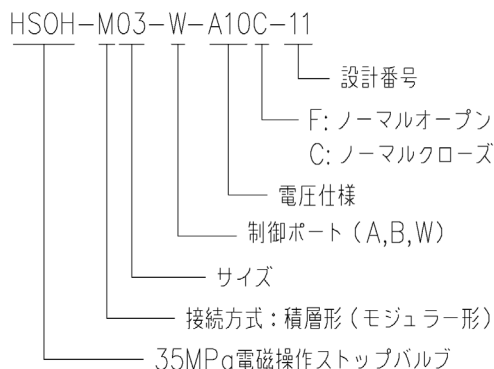 HSOH-M03-W-A10C-11
設計番号
F:ノーマルオープン
C:ノーマルクローズ
電圧仕様
制御ポート(A,B,W)
サイズ
接続方式:積層形(モジュラー形)
35MPa電磁操作ストップバルブ